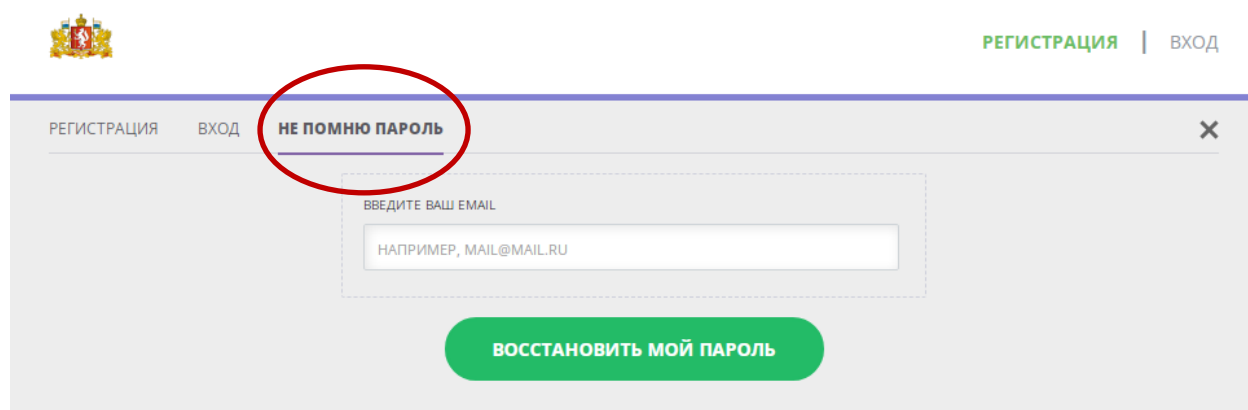 РЕГИСТРАЦИЯ | ВХОД
РЕГИСТРАЦИЯ ВХОД НЕ ПОМНЮ ПАРОЛЬ ×
ВВЕДИТЕ ВАШ EMAIL
НАПРИМЕР, MAIL@MAIL.RU
ВОССТАНОВИТЬ МОЙ ПАРОЛЬ